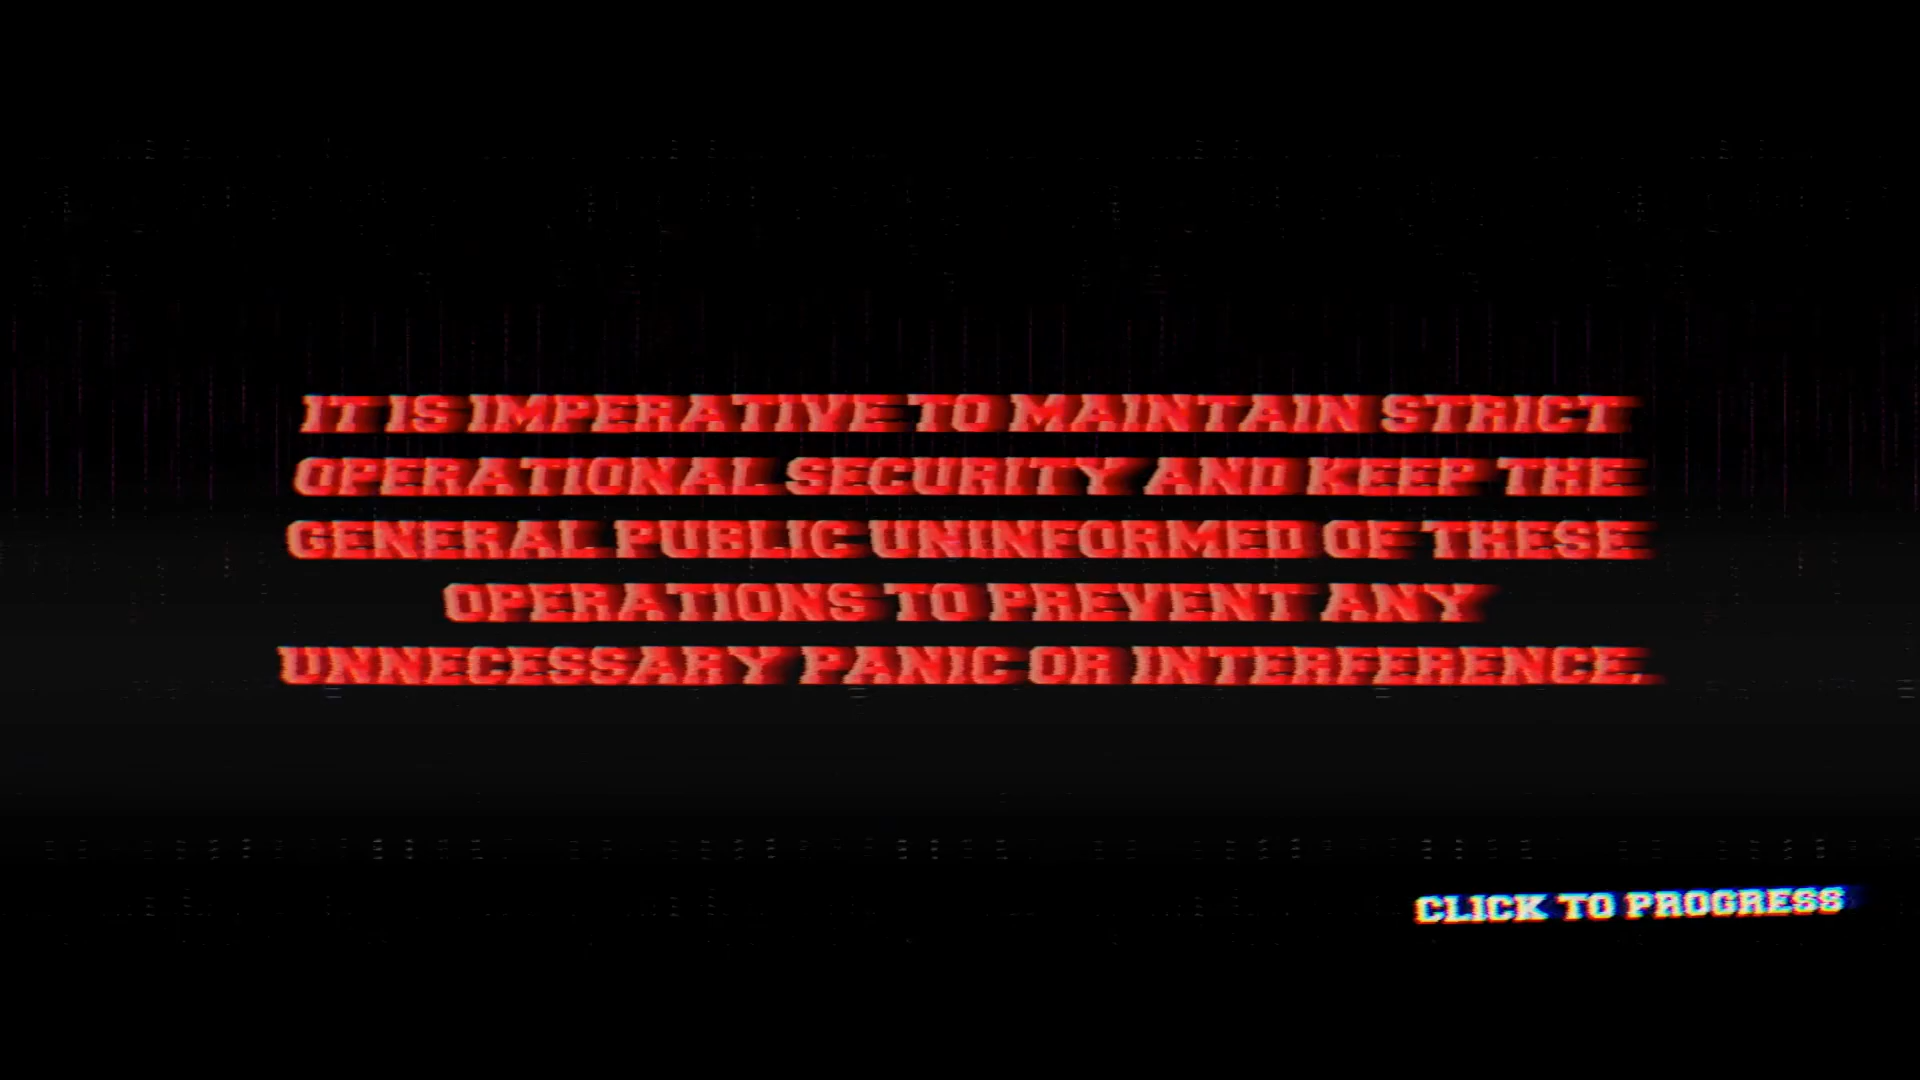 IT IS IMPERATIVE TO MAINTAIN STRICT
OPERATIONAL SECURITY AND KEEP THE
GENERAL PUBLIC UNINFORMED OF THESE
OPERATIONS TO PREVENT ANY
UNNECESSARY PANIC OR INTERFERENCE.
CLICK TO PROGRESS